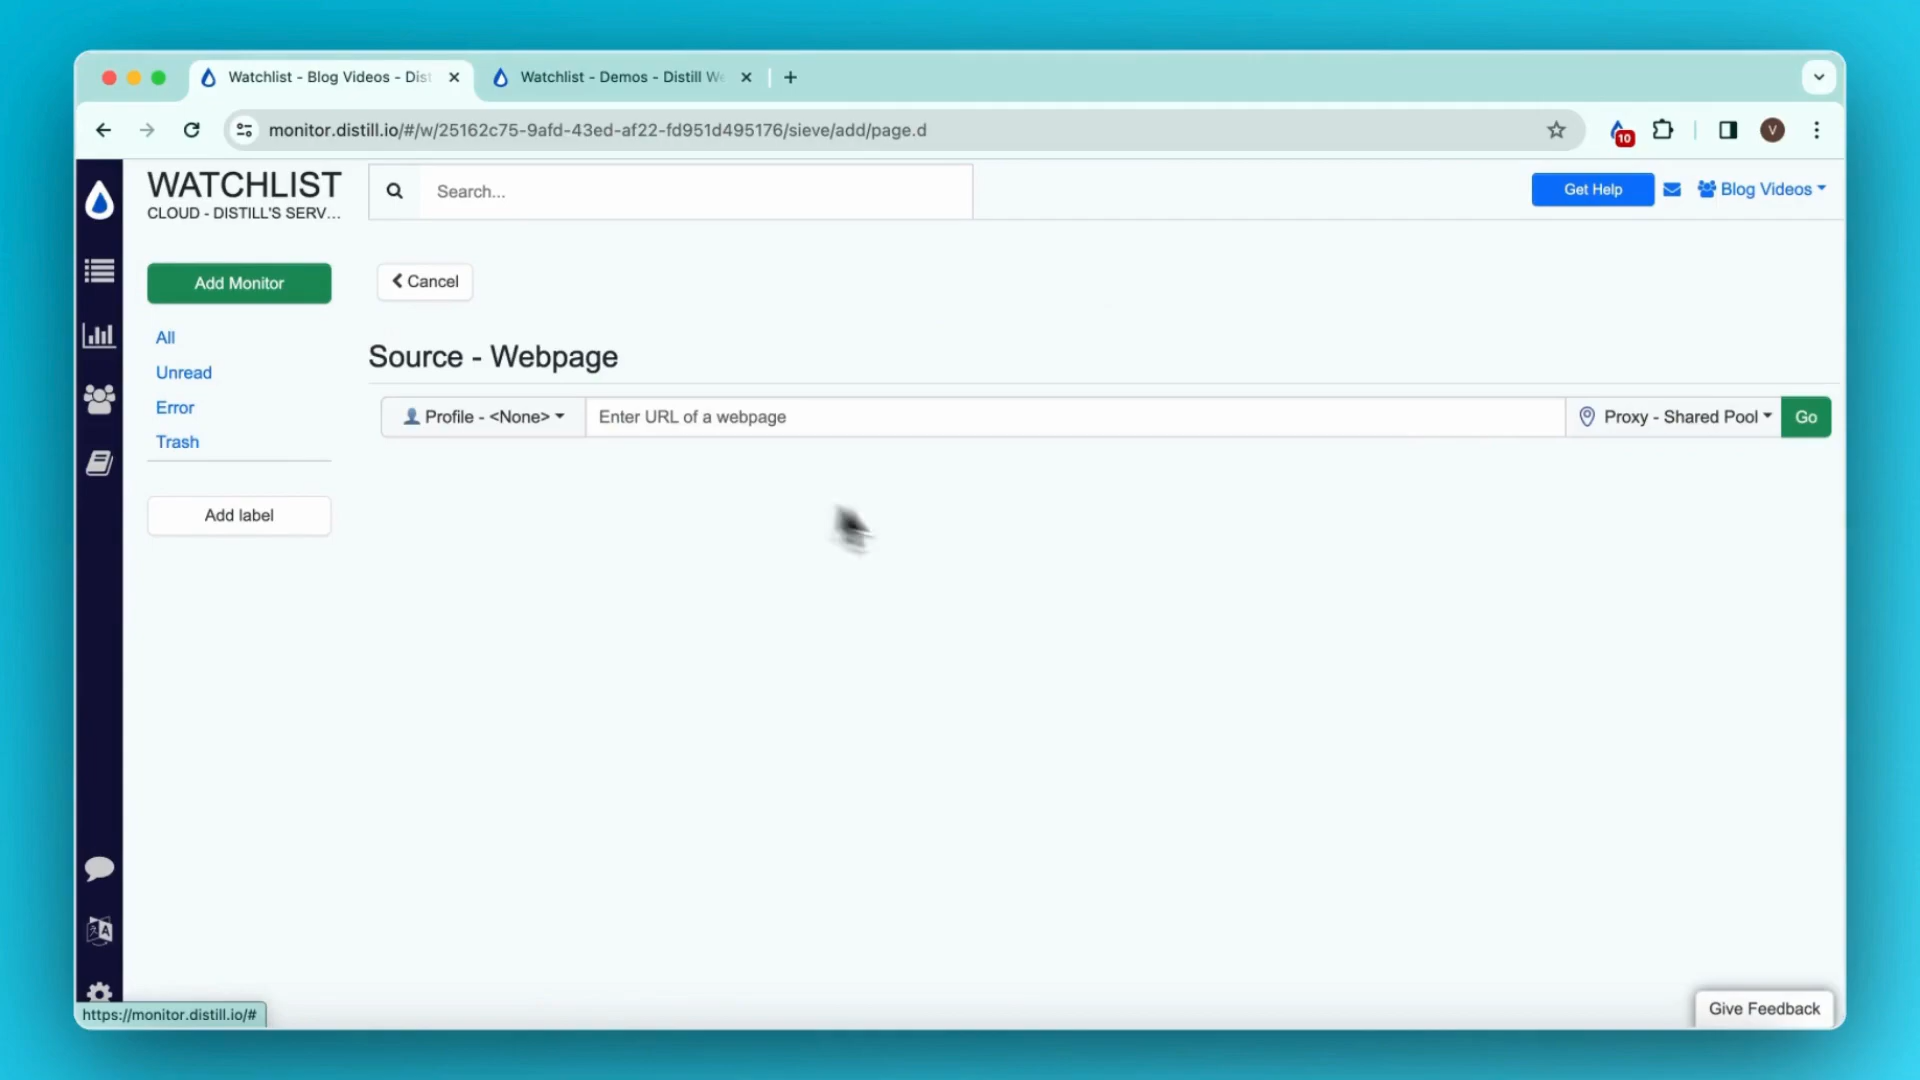 Watchlist - Blog Videos - Dist
Watchlist - Demos - Distill We
monitor.distill.io/#/w/25162c75-9afd-43ed-af22-fd951d495176/sieve/add/page.d
10
V
WATCHLIST
CLOUD - DISTILL'S SERV...
Search...
Get Help
Blog Videos
Add Monitor
Cancel
All
Unread
Error
Trash
Add label
Source - Webpage
Profile - <None>
Enter URL of a webpage
Proxy - Shared Pool
Go
A
https://monitor.distill.io/#
Give Feedback